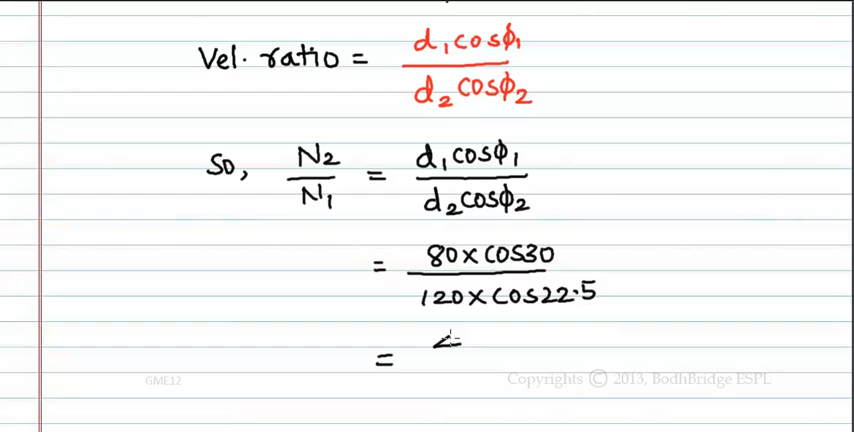 Vel. ratio = d₁cosϕ₁ / d₂cosϕ₂
So, N₂ / N₁ = d₁cosϕ₁ / d₂cosϕ₂
= 80 x cos30 / 120 x cos22.5
=
GME12 Copyrights © 2013, BodhBridge ESPL